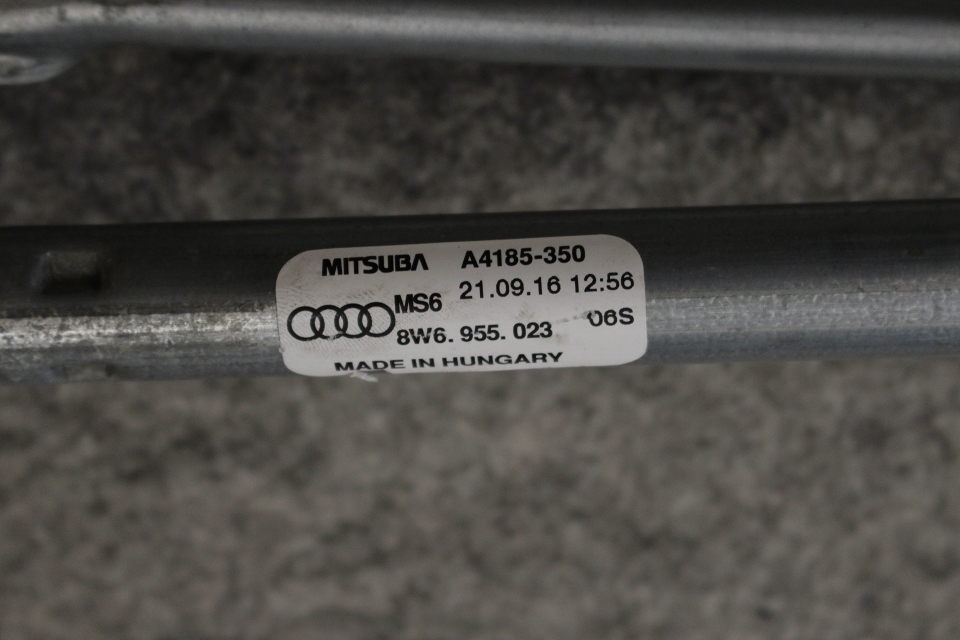 MITSUBA A4185-350
MS6 21.09.16 12:56
8W6. 955. 023 06S
MADE IN HUNGARY